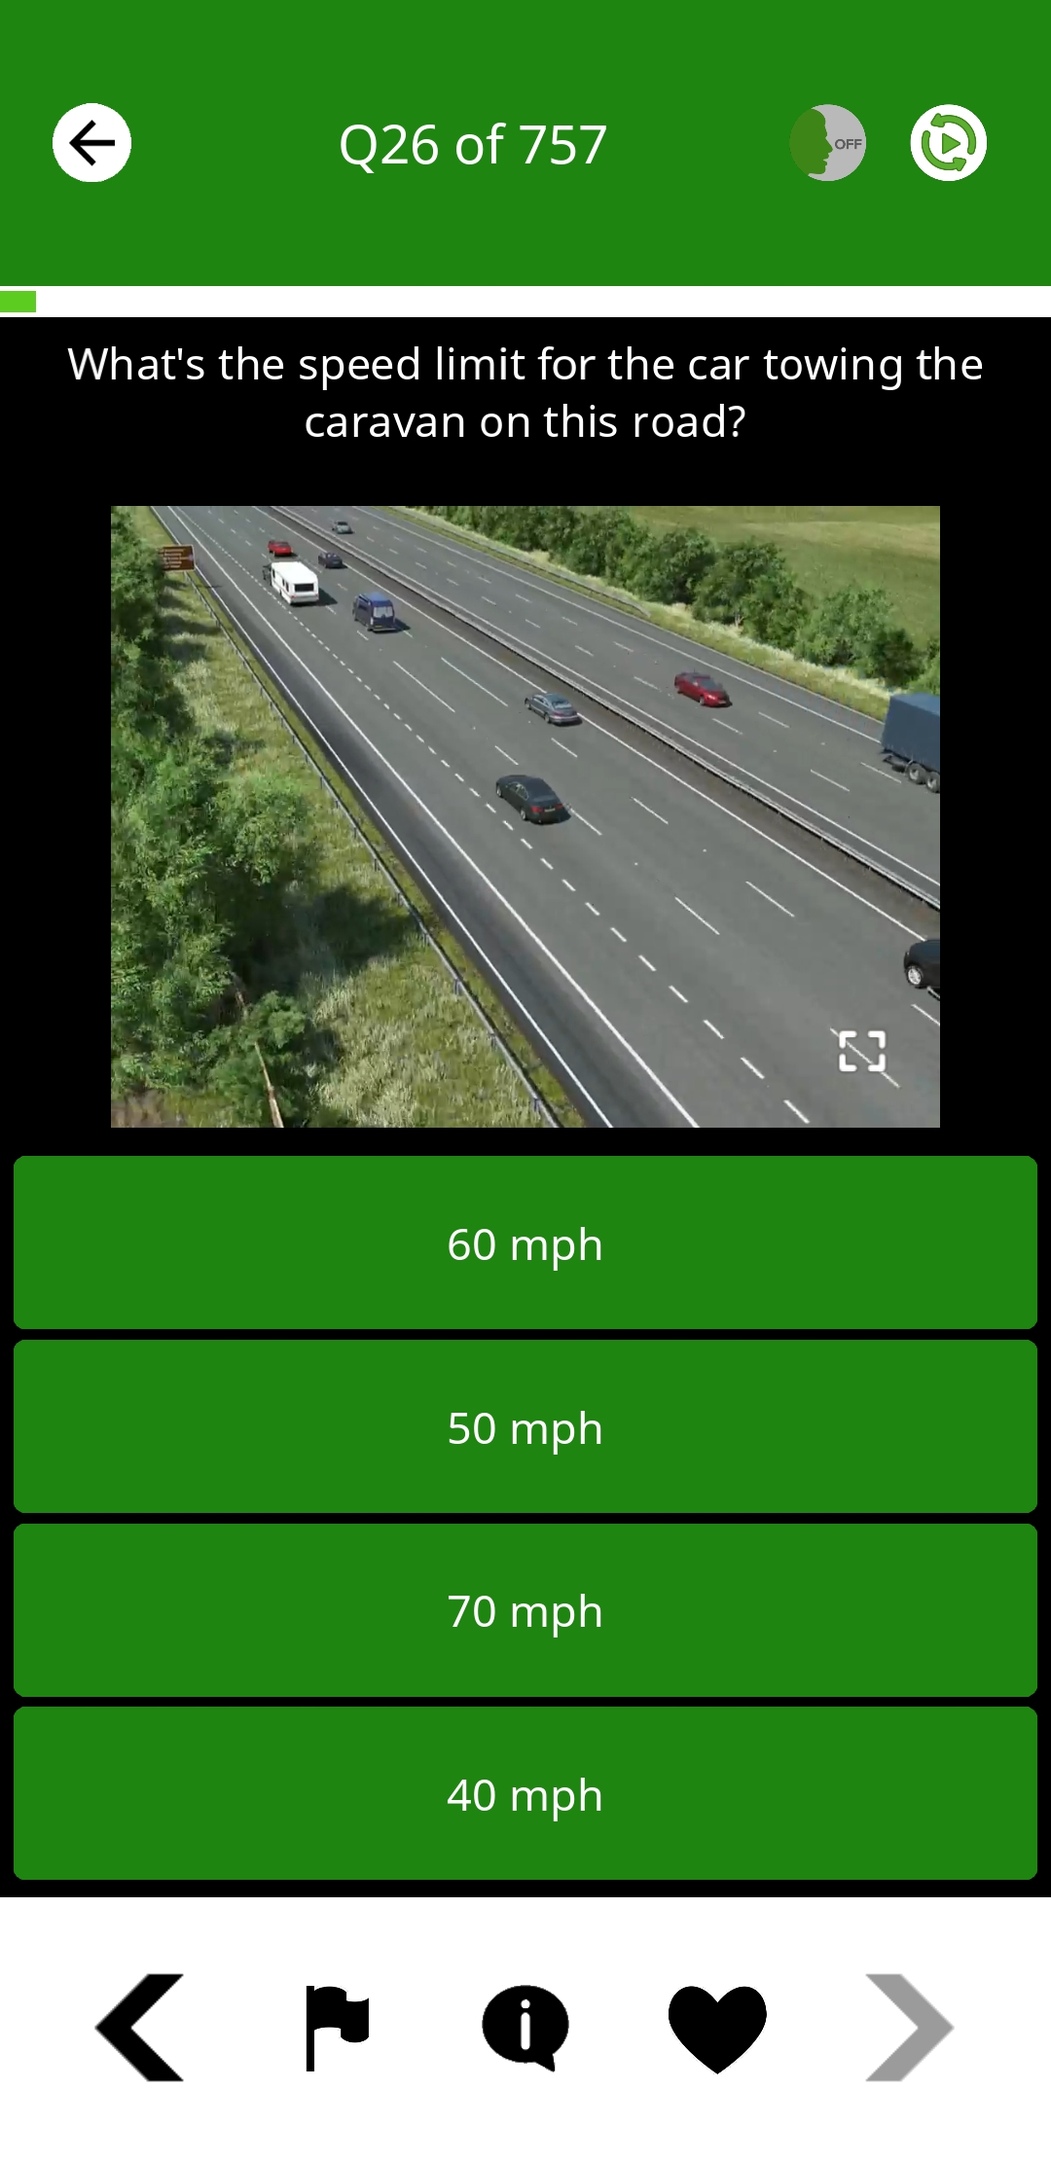 Q26 of 757
OFF
What's the speed limit for the car towing the
caravan on this road?
60 mph
50 mph
70 mph
40 mph